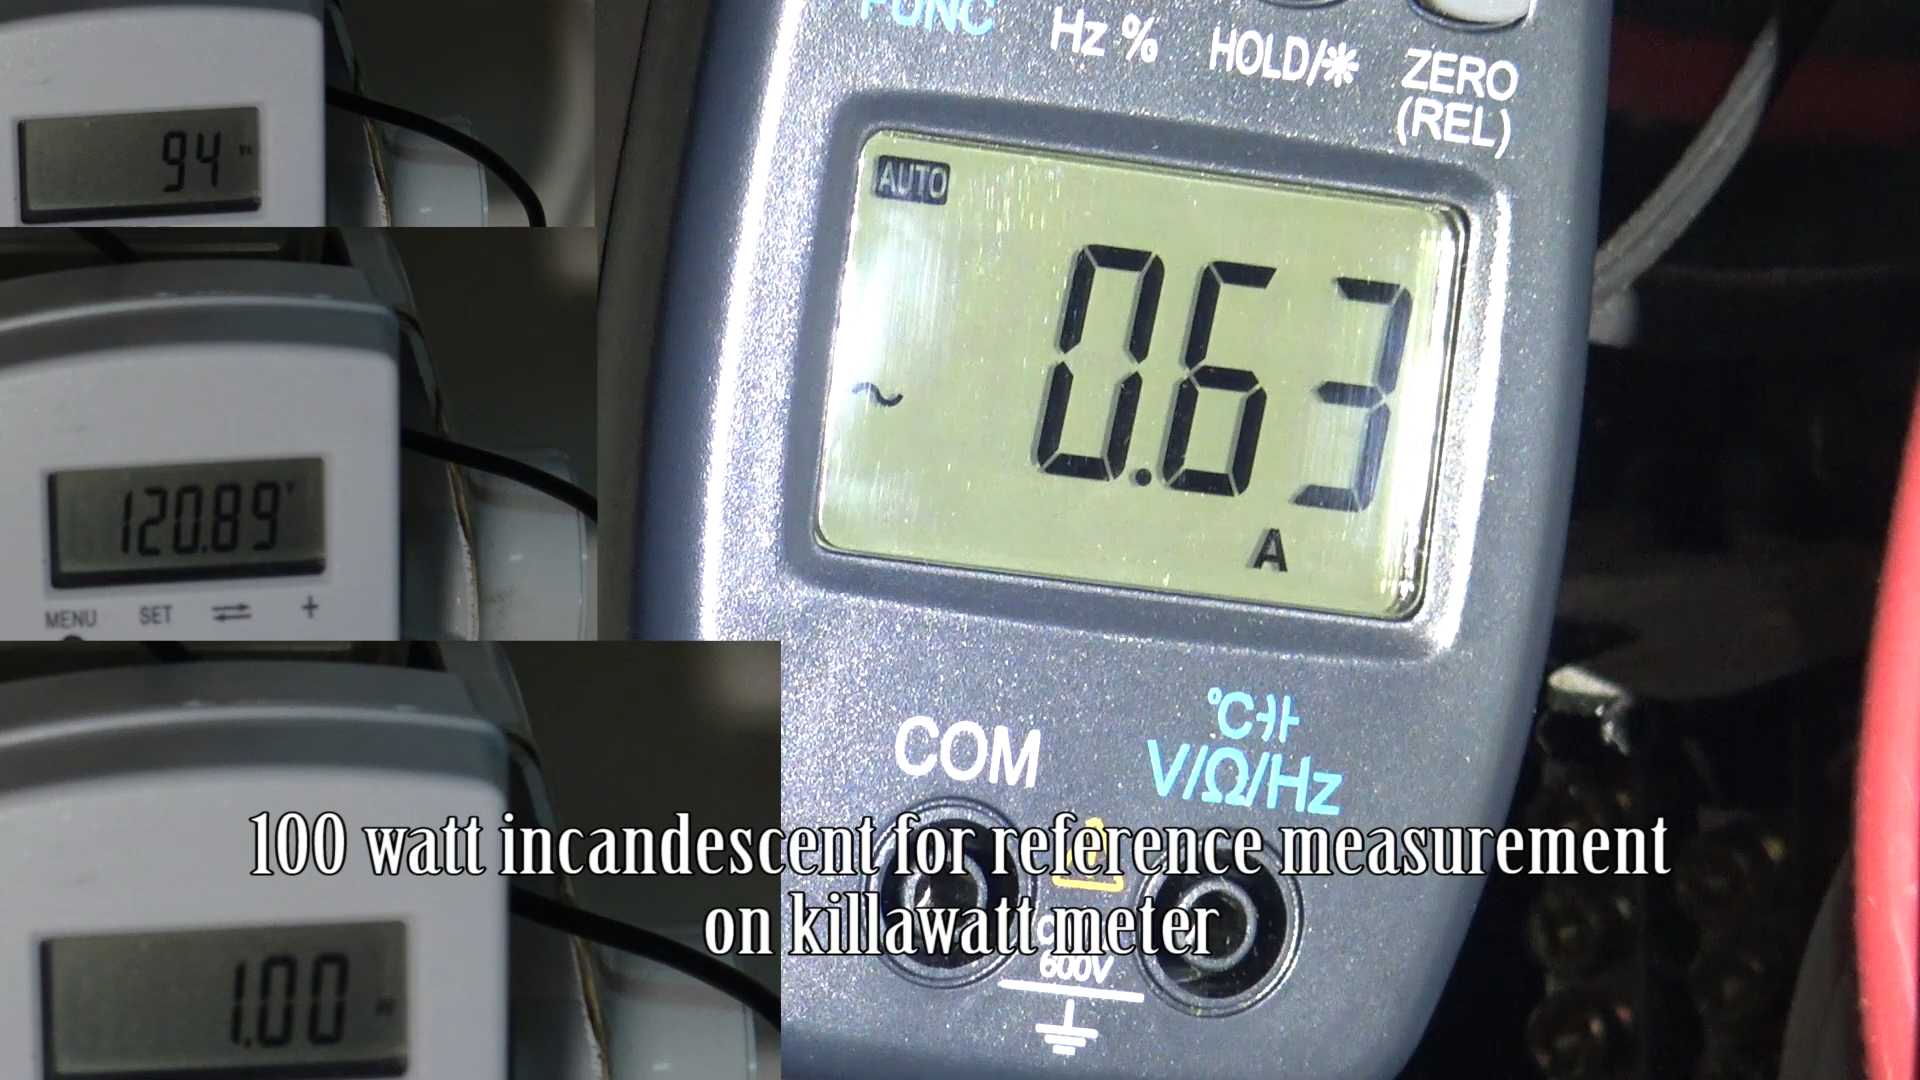 94
120.89 V
MENU SET +
1.00
FUNC Hz % HOLD/ ZERO
(REL)
AUTO
~ 0.63
A
COM
°C
V/Ω/Hz
600V
100 watt incandescent for reference measurement
on killawatt meter